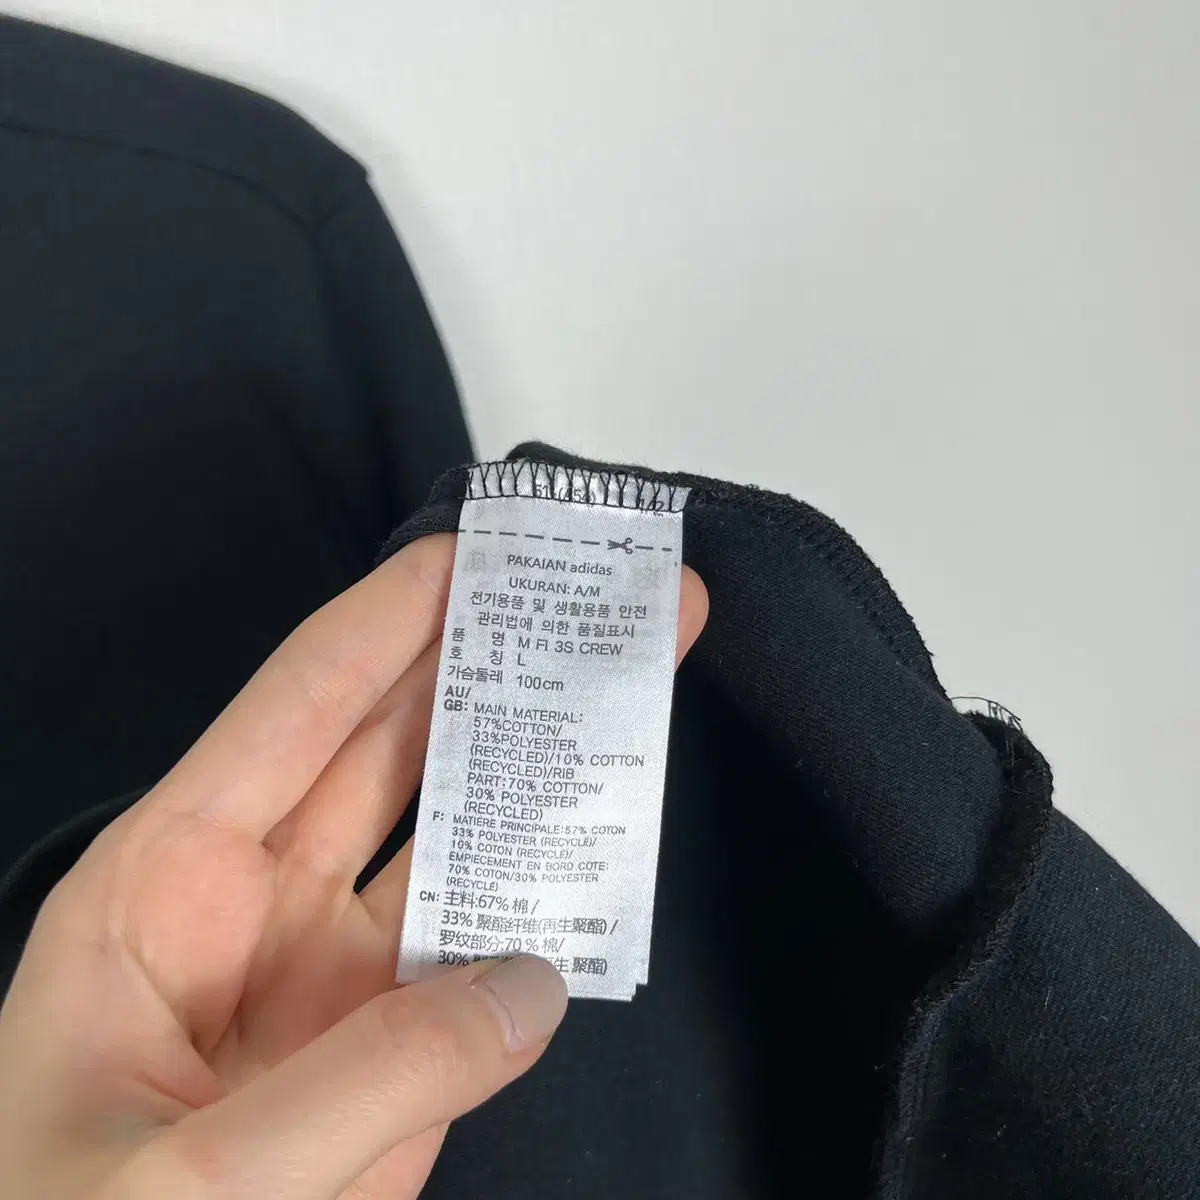 PAKAIAN adidas
UKURAN: A/M
전기용품 및 생활용품 안전
관리법에 의한 품질표시
품 명 M FI 3S CREW
호 칭 L
가슴둘레 100cm
AU/
GB: MAIN MATERIAL:
57%COTTON/
33%POLYESTER
(RECYCLED)/10% COTTON
(RECYCLED)/RIB
PART:70% COTTON/
30% POLYESTER
(RECYCLED)
F: MATIERE PRINCIPALE:57% COTON
33% POLYESTER (RECYCLE)/
10% COTON (RECYCLE)/
EMPIECEMENT EN BORD COTE:
70% COTON/30% POLYESTER
(RECYCLE)
CN: 主料:67% 棉/
33% 聚酯纤维(再生聚酯)/
罗纹部分:70 % 棉/
30% 生 聚酯)